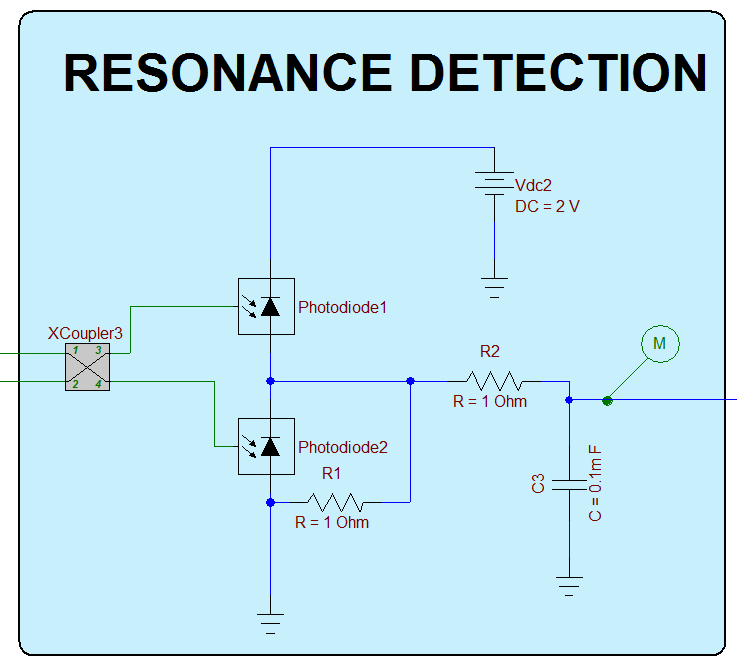 RESONANCE DETECTION
Vdc2
DC = 2 V
Photodiode1
XCoupler3
1 3
2 4
M
R2
R = 1 Ohm
Photodiode2
R1
R = 1 Ohm
C3
C = 0.1m F